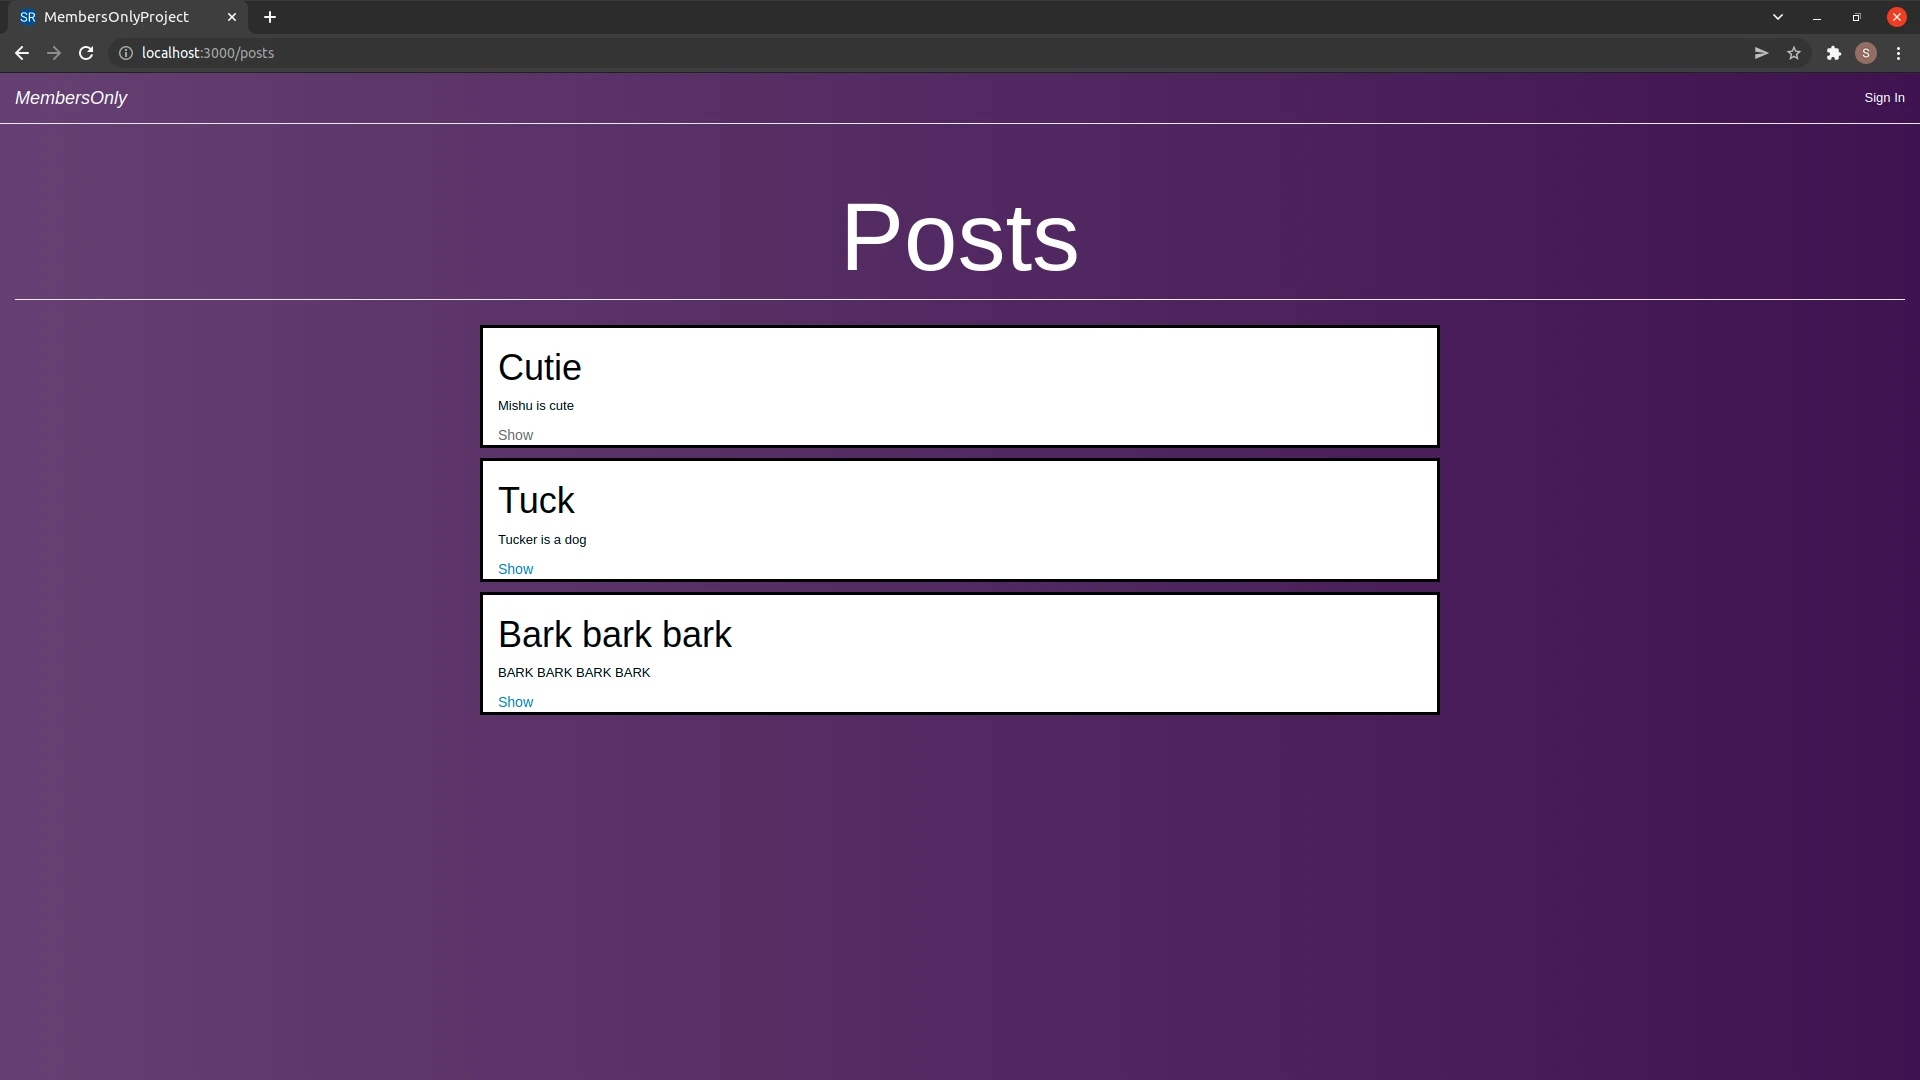 SR MembersOnlyProject
localhost:3000/posts
S
MembersOnly
Sign In
Posts
Cutie
Mishu is cute
Show
Tuck
Tucker is a dog
Show
Bark bark bark
BARK BARK BARK BARK
Show